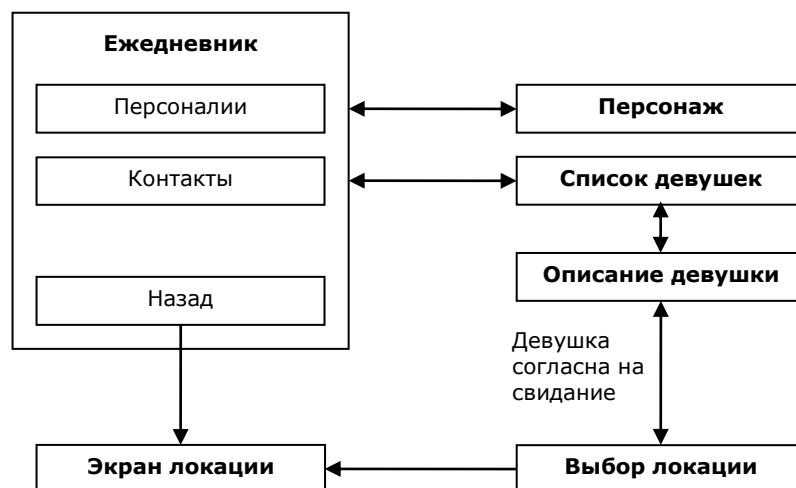 Ежедневник
Персоналии
Персонаж
Контакты
Список девушек
Описание девушки
Назад
Девушка
согласна на
свидание
Экран локации
Выбор локации